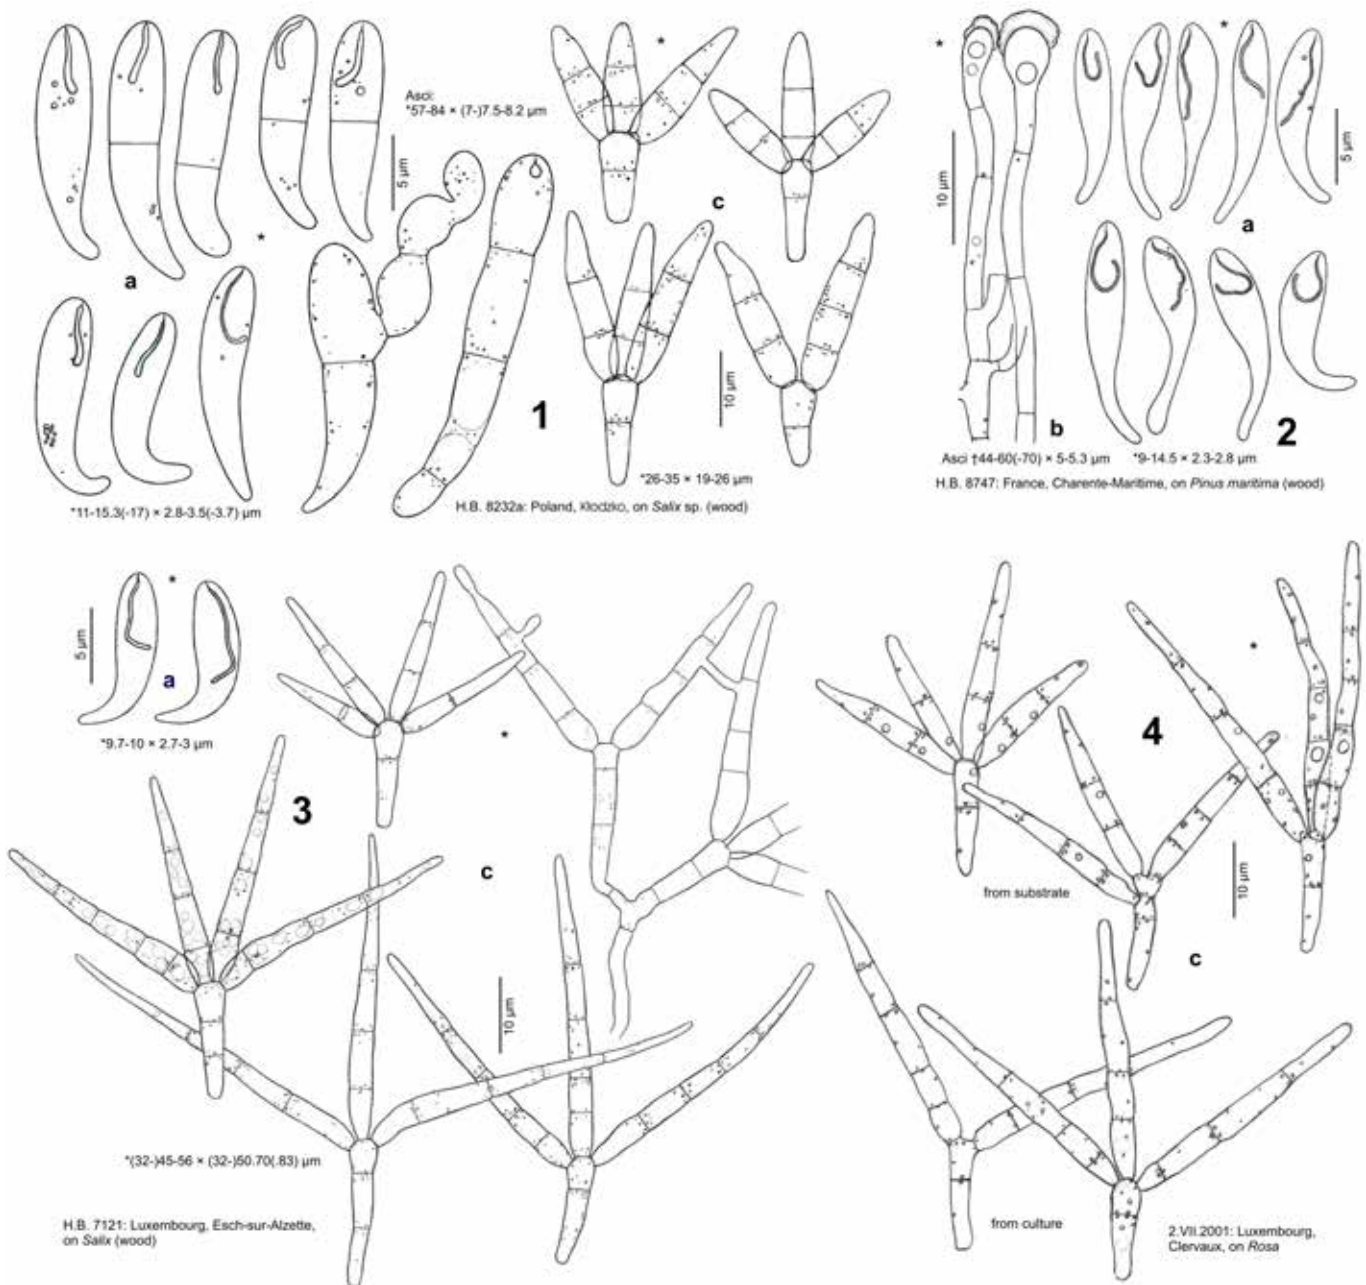 Asci:
*57-84 × (7-)7.5-8.2 µm
5 µm
*
a
*11-15.3(-17) × 2.8-3.5(-3.7) µm
1
*
c
10 µm
*26-35 × 19-26 µm
H.B. 8232a: Poland, Kłodzko, on Salix sp. (wood)
*
10 µm
b
*
5 µm
a
2
Asci †44-60(-70) × 5-5.3 µm
*9-14.5 × 2.3-2.8 µm
H.B. 8747: France, Charente-Maritime, on Pinus maritima (wood)
*
5 µm
a
*9.7-10 × 2.7-3 µm
3
*
c
10 µm
*(32-)45-56 × (32-)50.70(.83) µm
H.B. 7121: Luxembourg, Esch-sur-Alzette,
on Salix (wood)
4
*
from substrate
10 µm
c
from culture
2.VII.2001: Luxembourg,
Clervaux, on Rosa